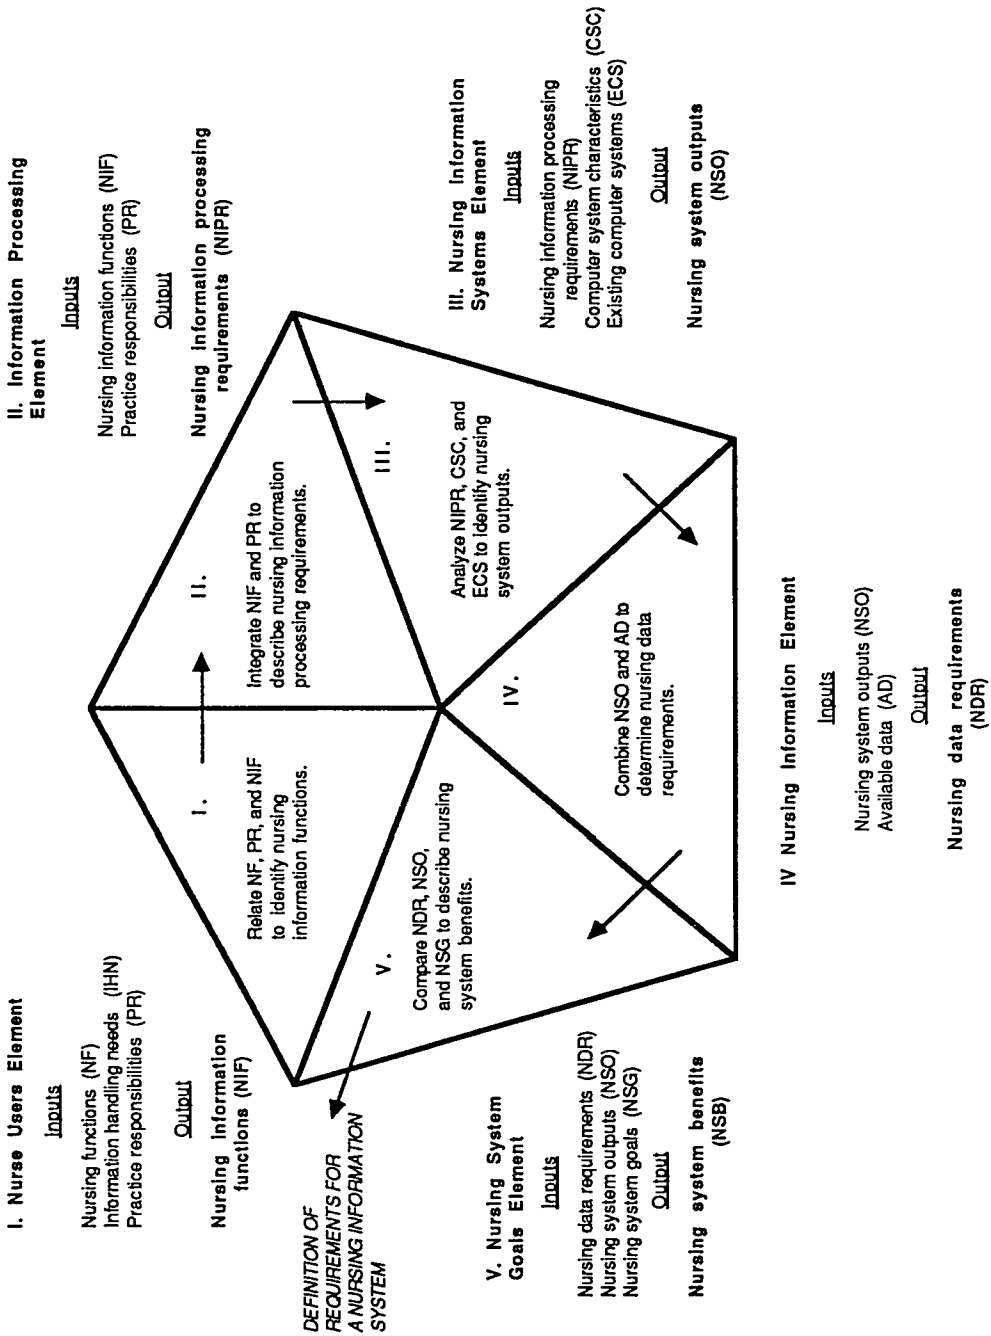 I. Nurse Users Element
Inputs
Nursing functions (NF)
Information handling needs (IHN)
Practice responsibilities (PR)
Output
Nursing Information
functions (NIF)
II. Information Processing
Element
Inputs
Nursing information functions (NIF)
Practice responsibilities (PR)
Output
Nursing Information processing
requirements (NIPR)
I.
Relate NF, PR, and NIF
to identify nursing
information functions.
II.
Integrate NIF and PR to
describe nursing information
processing requirements.
DEFINITION OF
REQUIREMENTS FOR
A NURSING INFORMATION
SYSTEM
V.
Compare NDR, NSO,
and NSG to describe nursing
system benefits.
III.
Analyze NIPR, CSC, and
ECS to identify nursing
system outputs.
III. Nursing Information
Systems Element
Inputs
Nursing information processing
requirements (NIPR)
Computer system characteristics (CSC)
Existing computer systems (ECS)
Output
Nursing system outputs
(NSO)
V. Nursing System
Goals Element
Inputs
Nursing data requirements (NDR)
Nursing system outputs (NSO)
Nursing system goals (NSG)
Output
Nursing system benefits
(NSB)
IV.
Combine NSO and AD to
determine nursing data
requirements.
IV Nursing Information Element
Inputs
Nursing system outputs (NSO)
Available data (AD)
Output
Nursing data requirements
(NDR)